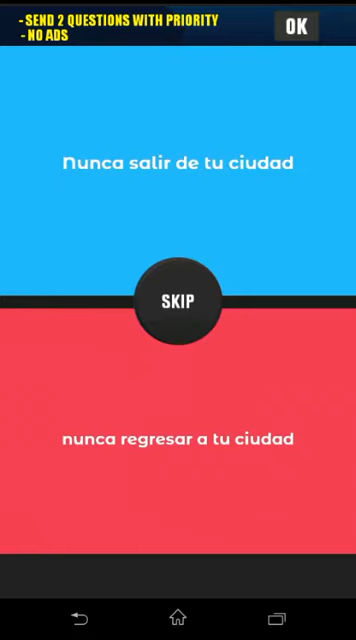 - SEND 2 QUESTIONS WITH PRIORITY
- NO ADS
OK
Nunca salir de tu ciudad
SKIP
nunca regresar a tu ciudad